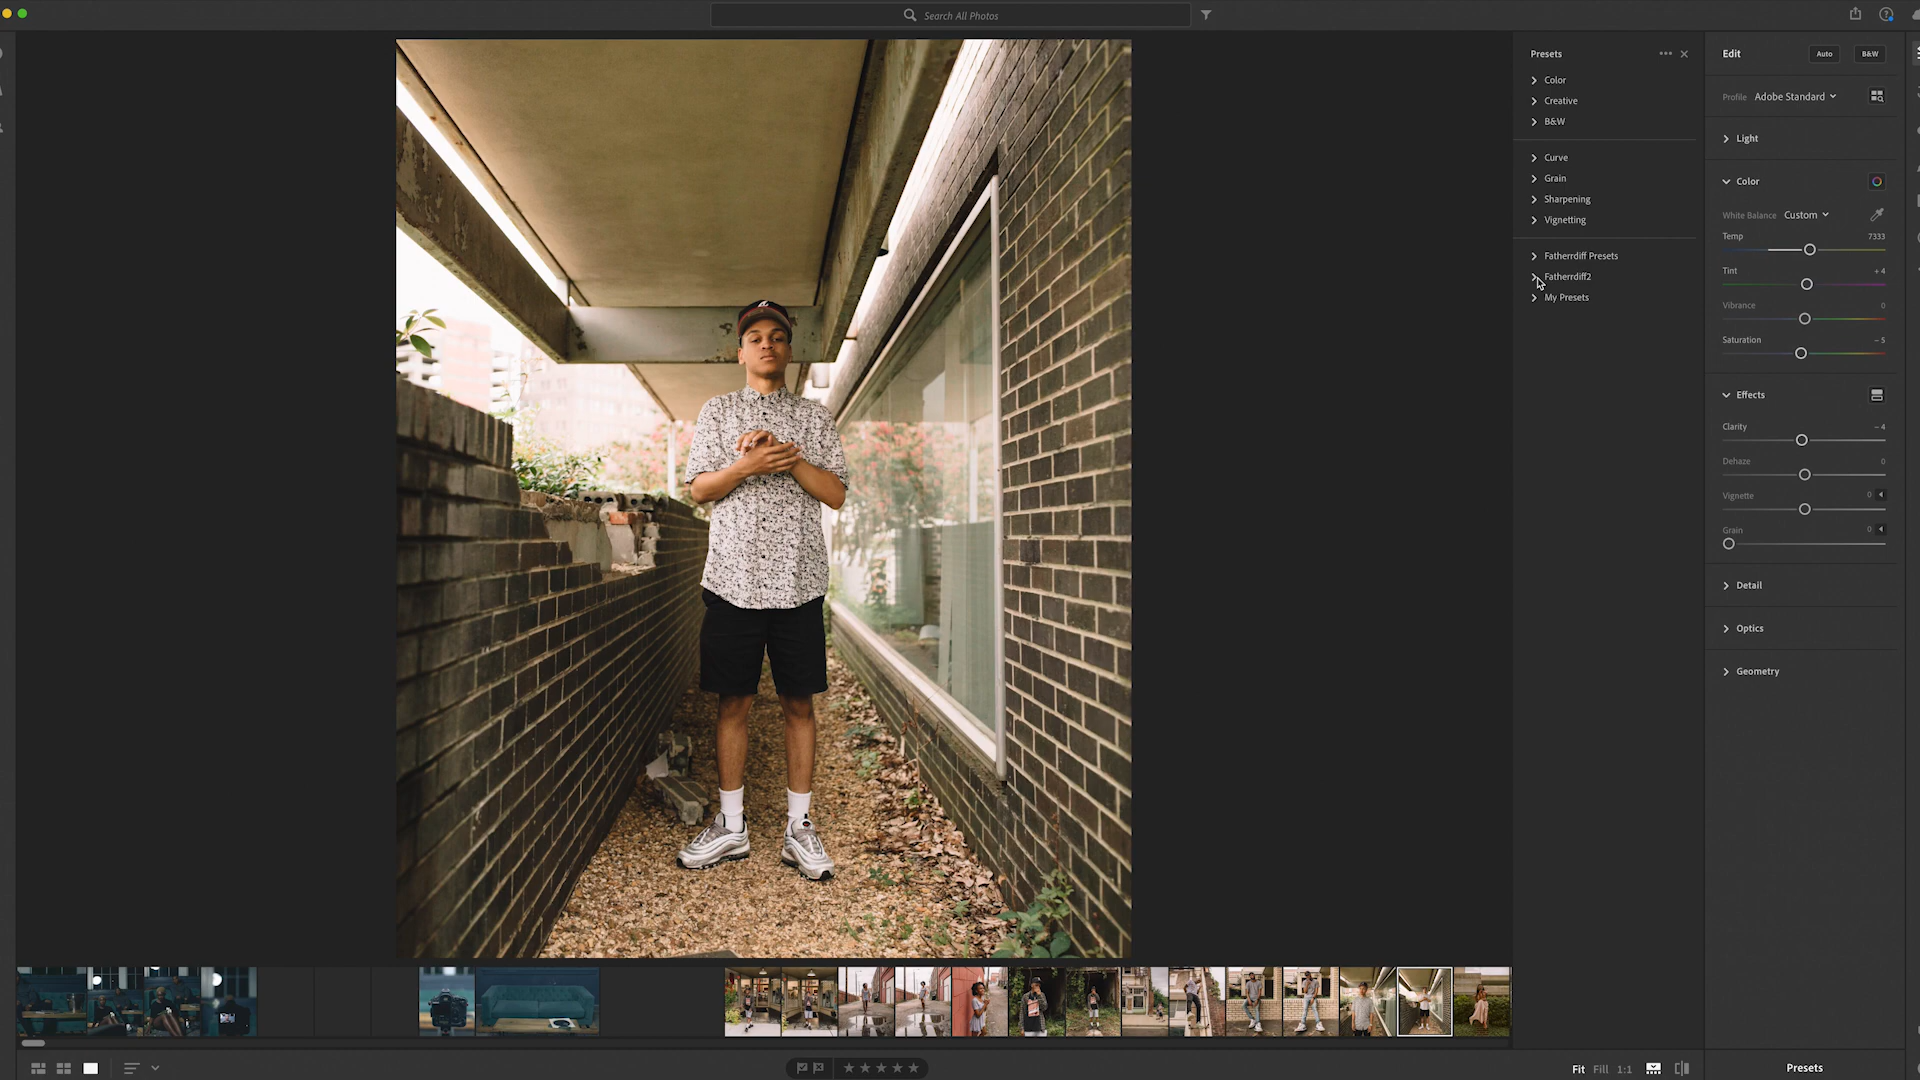 Search All Photos
Presets
Color
Creative
B&W
Curve
Grain
Sharpening
Vignetting
Fatherrdiff Presets
Fatherrdiff2
My Presets
Edit Auto B&W
Profile Adobe Standard
Light
Color
White Balance Custom
Temp 7333
Tint + 4
Vibrance 0
Saturation – 5
Effects
Clarity – 4
Dehaze 0
Vignette 0
Grain 0
Detail
Optics
Geometry
Fit Fill 1:1
Presets